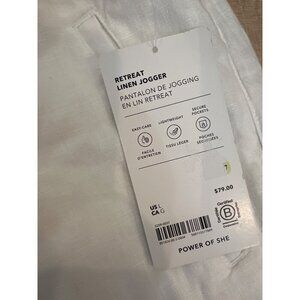 RETREAT
LINEN JOGGER
PANTALON DE JOGGING
EN LIN RETREAT
EASY-CARE
LIGHTWEIGHT
SECURE
POCKETS
FACILE
D'ENTRETIEN
TISSU LÉGER
POCHES
SÉCURISÉES
US L
CA G
$79.00
Certified
B
Corporation
POWER OF SHE